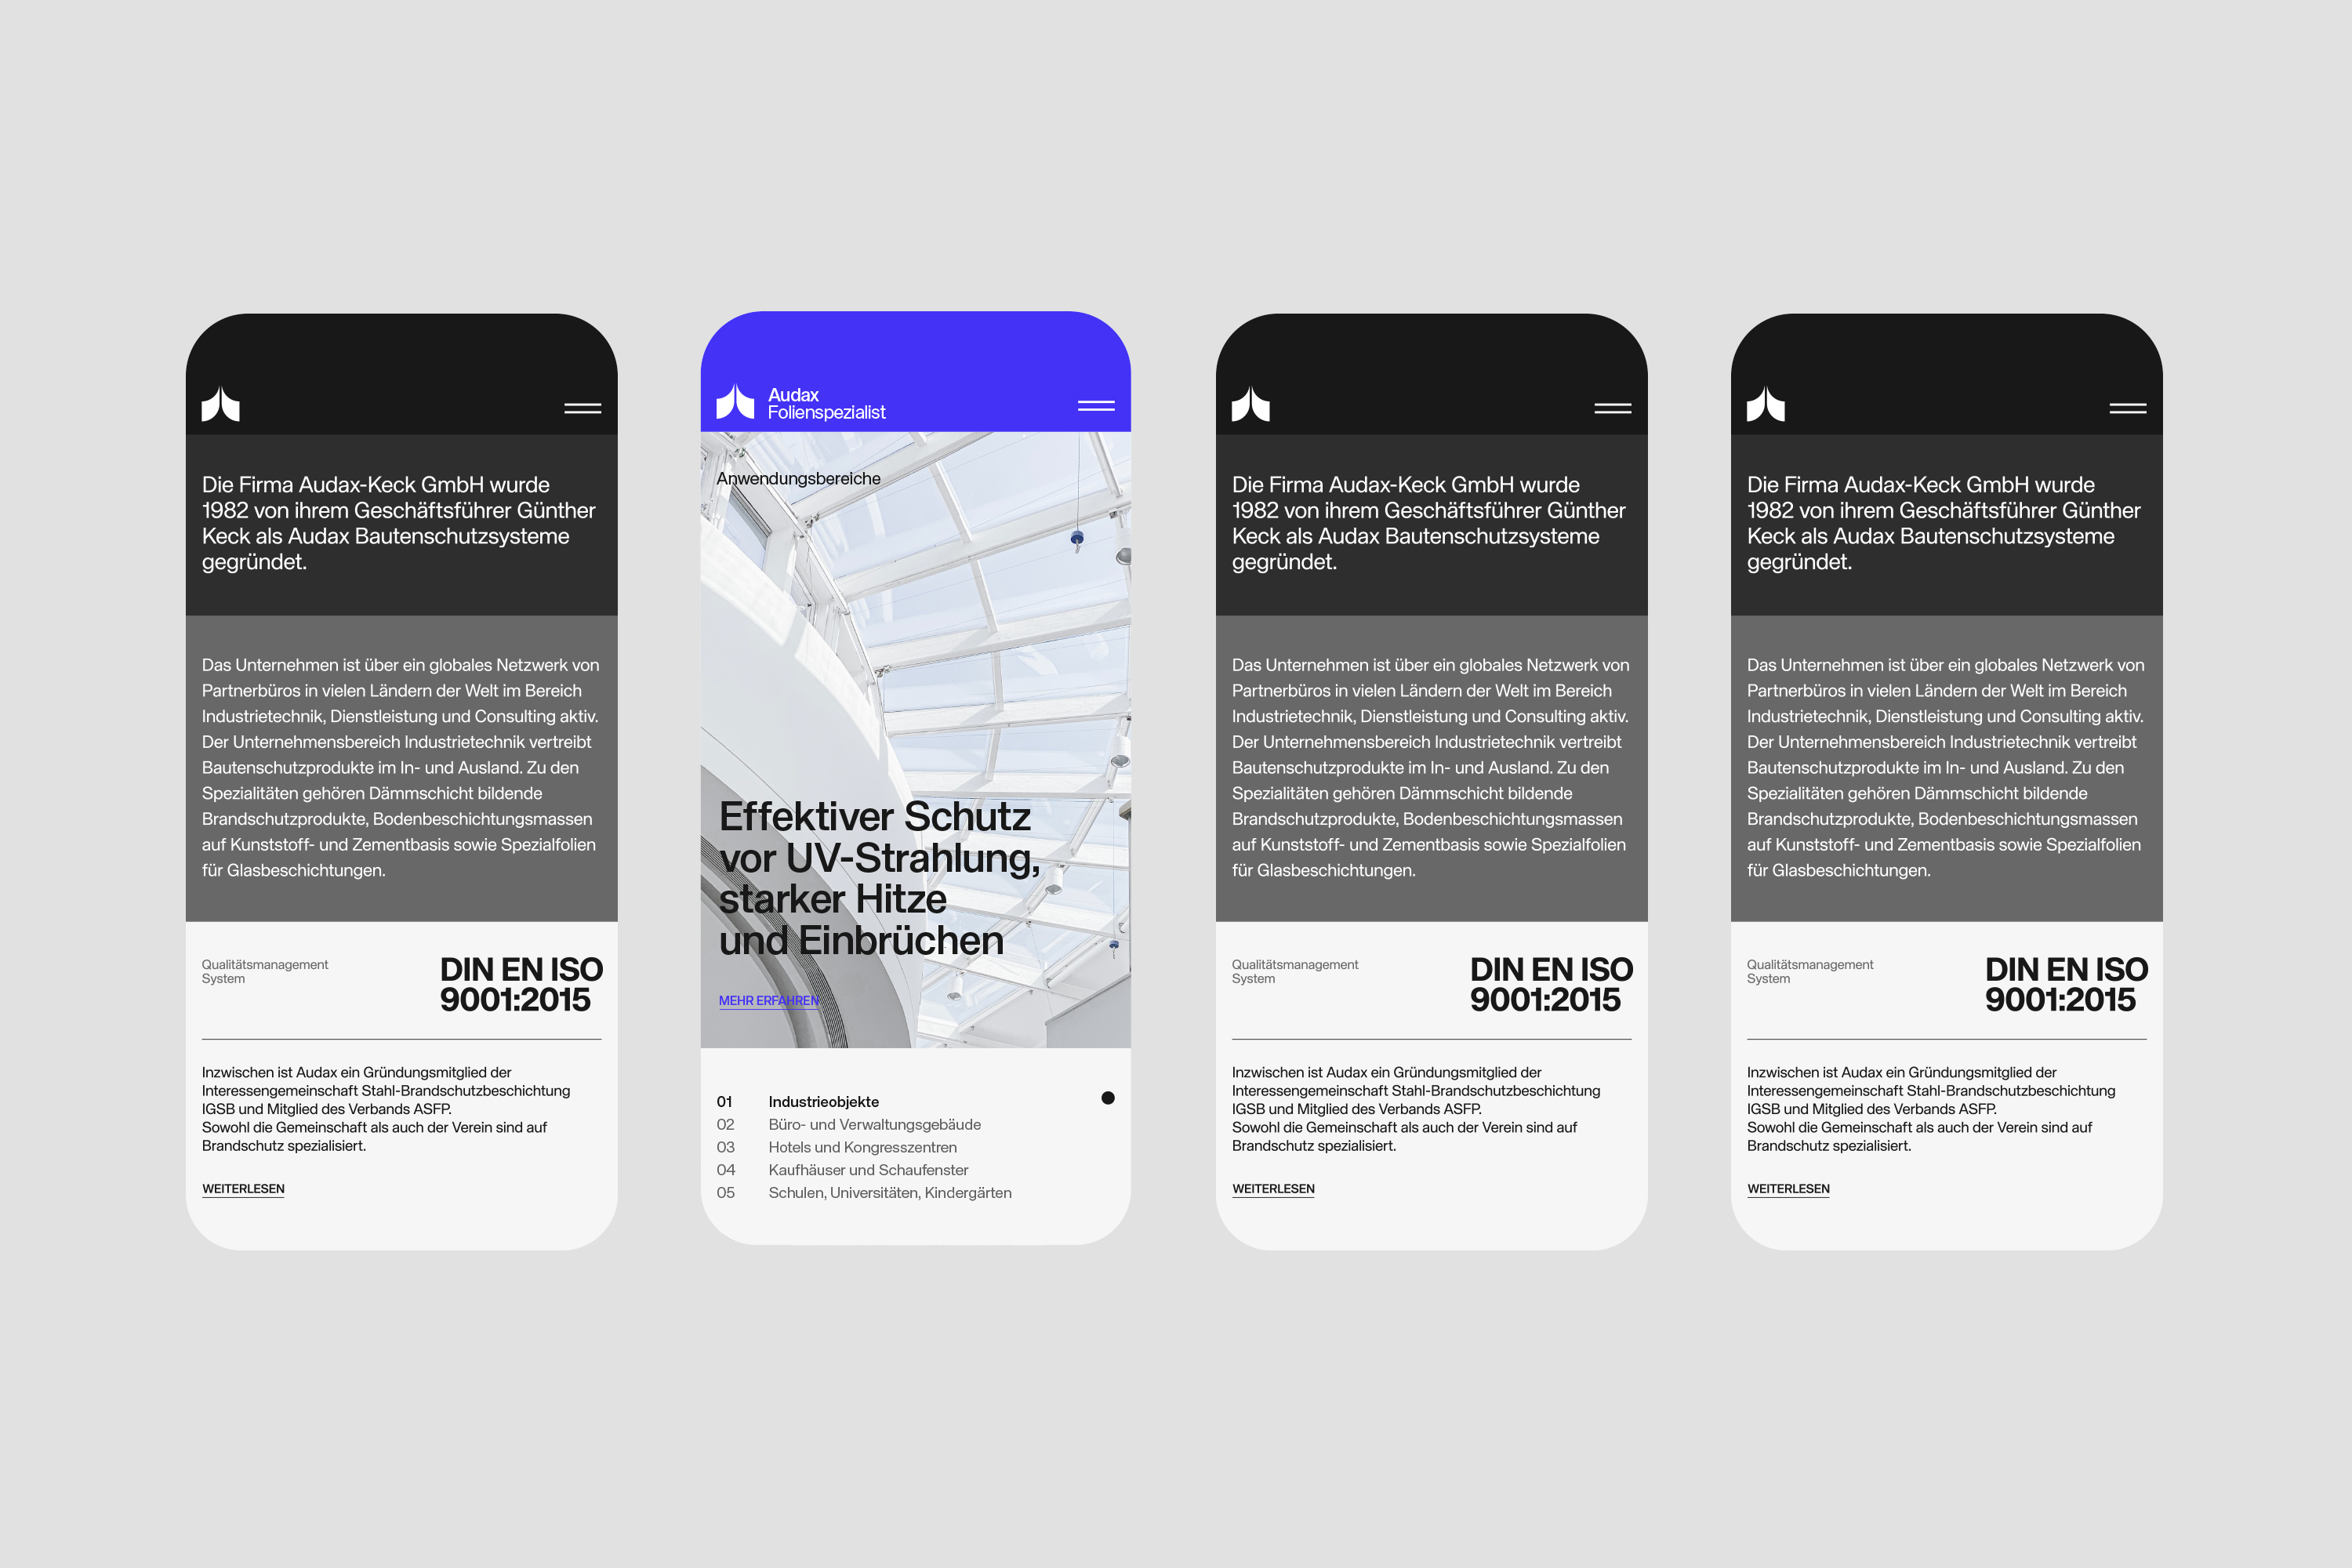 Die Firma Audax-Keck GmbH wurde
1982 von ihrem Geschäftsführer Günther
Keck als Audax Bautenschutzsysteme
gegründet.
Das Unternehmen ist über ein globales Netzwerk von
Partnerbüros in vielen Ländern der Welt im Bereich
Industrietechnik, Dienstleistung und Consulting aktiv.
Der Unternehmensbereich Industrietechnik vertreibt
Bautenschutzprodukte im In- und Ausland. Zu den
Spezialitäten gehören Dämmschicht bildende
Brandschutzprodukte, Bodenbeschichtungsmassen
auf Kunststoff- und Zementbasis sowie Spezialfolien
für Glasbeschichtungen.
Qualitätsmanagement
System
DIN EN ISO
9001:2015
Inzwischen ist Audax ein Gründungsmitglied der
Interessengemeinschaft Stahl-Brandschutzbeschichtung
IGSB und Mitglied des Verbands ASFP.
Sowohl die Gemeinschaft als auch der Verein sind auf
Brandschutz spezialisiert.
WEITERLESEN
Audax
Folienspezialist
Anwendungsbereiche
Effektiver Schutz
vor UV-Strahlung,
starker Hitze
und Einbrüchen
MEHR ERFAHREN
01 Industrieobjekte
02 Büro- und Verwaltungsgebäude
03 Hotels und Kongresszentren
04 Kaufhäuser und Schaufenster
05 Schulen, Universitäten, Kindergärten
Die Firma Audax-Keck GmbH wurde
1982 von ihrem Geschäftsführer Günther
Keck als Audax Bautenschutzsysteme
gegründet.
Das Unternehmen ist über ein globales Netzwerk von
Partnerbüros in vielen Ländern der Welt im Bereich
Industrietechnik, Dienstleistung und Consulting aktiv.
Der Unternehmensbereich Industrietechnik vertreibt
Bautenschutzprodukte im In- und Ausland. Zu den
Spezialitäten gehören Dämmschicht bildende
Brandschutzprodukte, Bodenbeschichtungsmassen
auf Kunststoff- und Zementbasis sowie Spezialfolien
für Glasbeschichtungen.
Qualitätsmanagement
System
DIN EN ISO
9001:2015
Inzwischen ist Audax ein Gründungsmitglied der
Interessengemeinschaft Stahl-Brandschutzbeschichtung
IGSB und Mitglied des Verbands ASFP.
Sowohl die Gemeinschaft als auch der Verein sind auf
Brandschutz spezialisiert.
WEITERLESEN
Die Firma Audax-Keck GmbH wurde
1982 von ihrem Geschäftsführer Günther
Keck als Audax Bautenschutzsysteme
gegründet.
Das Unternehmen ist über ein globales Netzwerk von
Partnerbüros in vielen Ländern der Welt im Bereich
Industrietechnik, Dienstleistung und Consulting aktiv.
Der Unternehmensbereich Industrietechnik vertreibt
Bautenschutzprodukte im In- und Ausland. Zu den
Spezialitäten gehören Dämmschicht bildende
Brandschutzprodukte, Bodenbeschichtungsmassen
auf Kunststoff- und Zementbasis sowie Spezialfolien
für Glasbeschichtungen.
Qualitätsmanagement
System
DIN EN ISO
9001:2015
Inzwischen ist Audax ein Gründungsmitglied der
Interessengemeinschaft Stahl-Brandschutzbeschichtung
IGSB und Mitglied des Verbands ASFP.
Sowohl die Gemeinschaft als auch der Verein sind auf
Brandschutz spezialisiert.
WEITERLESEN